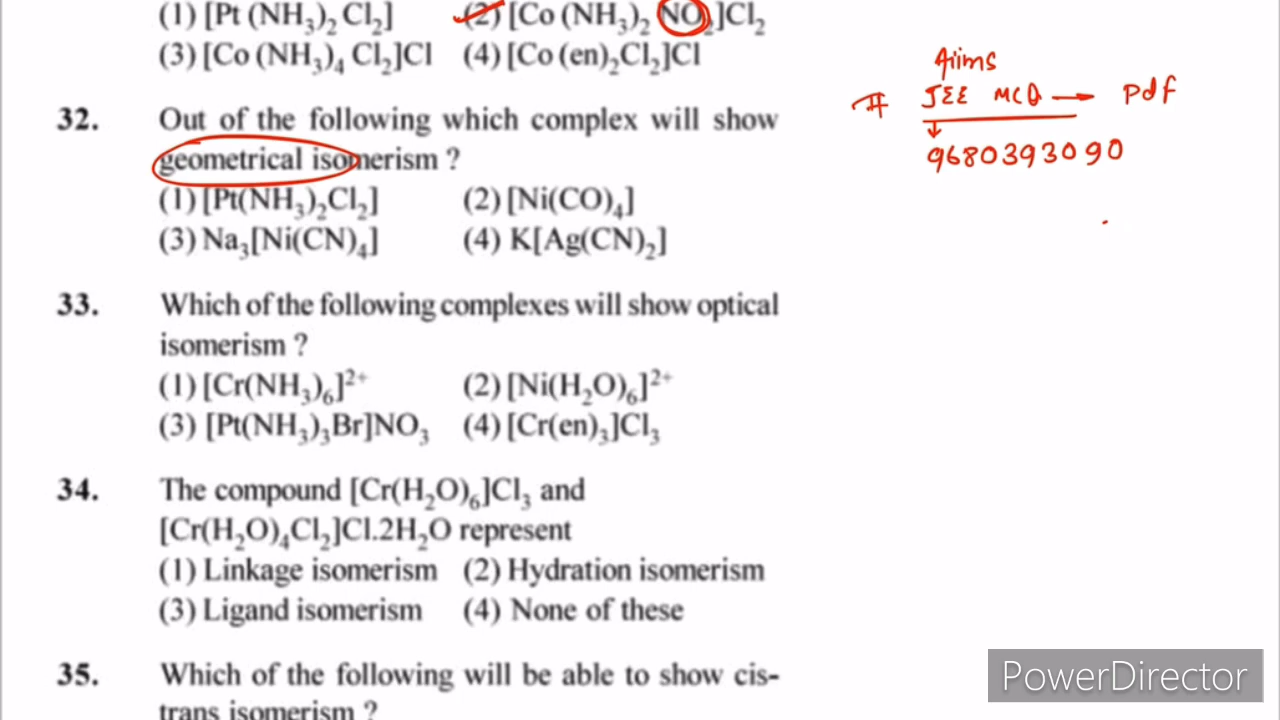 (1) [Pt (NH₃)₂ Cl₂] (2) [Co (NH₃)₂ NO₂]Cl₂
(3) [Co (NH₃)₄ Cl₂]Cl (4) [Co (en)₂Cl₂]Cl
32. Out of the following which complex will show
geometrical isomerism ?
(1) [Pt(NH₃)₂Cl₂] (2) [Ni(CO)₄]
(3) Na₃[Ni(CN)₄] (4) K[Ag(CN)₂]
33. Which of the following complexes will show optical
isomerism ?
(1) [Cr(NH₃)₆]²⁺ (2) [Ni(H₂O)₆]²⁺
(3) [Pt(NH₃)₃Br]NO₃ (4) [Cr(en)₃]Cl₃
34. The compound [Cr(H₂O)₆]Cl₃ and
[Cr(H₂O)₄Cl₂]Cl.2H₂O represent
(1) Linkage isomerism (2) Hydration isomerism
(3) Ligand isomerism (4) None of these
35. Which of the following will be able to show cis-
trans isomerism ?
Aiims
# JEE MCQ → Pdf
9680393090
PowerDirector